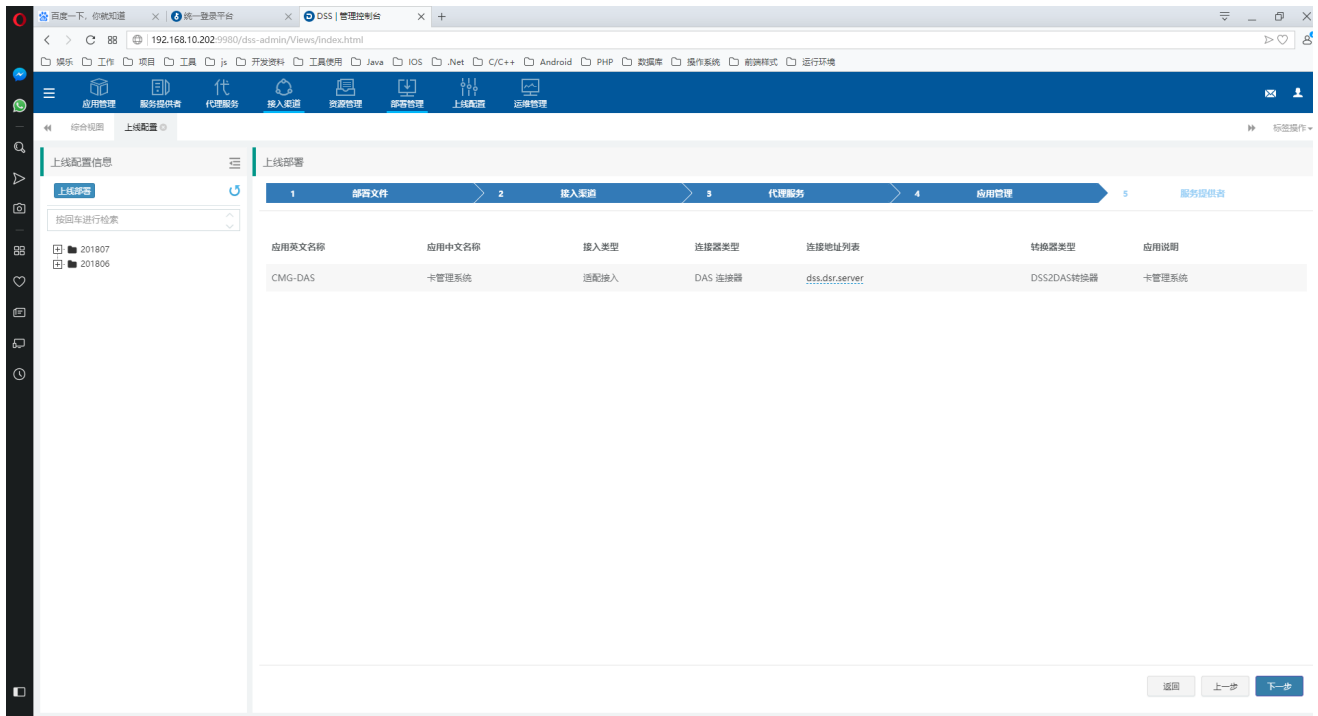 百度一下，你就知道 统一登录平台 DSS | 管理控制台
192.168.10.202:9980/dss-admin/Views/index.html
娱乐 工作 项目 工具 js 开发资料 工具使用 Java IOS .Net C/C++ Android PHP 数据库 操作系统 前端样式 运行环境
代
应用管理 服务提供者 代理服务 接入渠道 资源管理 部署管理 上线配置 运维管理
综合视图 上线配置 标签操作
上线配置信息 上线部署
上线部署 1 部署文件 2 接入渠道 3 代理服务 4 应用管理 5 服务提供者
按回车进行检索
应用英文名称 应用中文名称 接入类型 连接器类型 连接地址列表 转换器类型 应用说明
201807
201806
CMG-DAS 卡管理系统 适配接入 DAS 连接器 dss.dsr.server DSS2DAS转换器 卡管理系统
返回 上一步 下一步